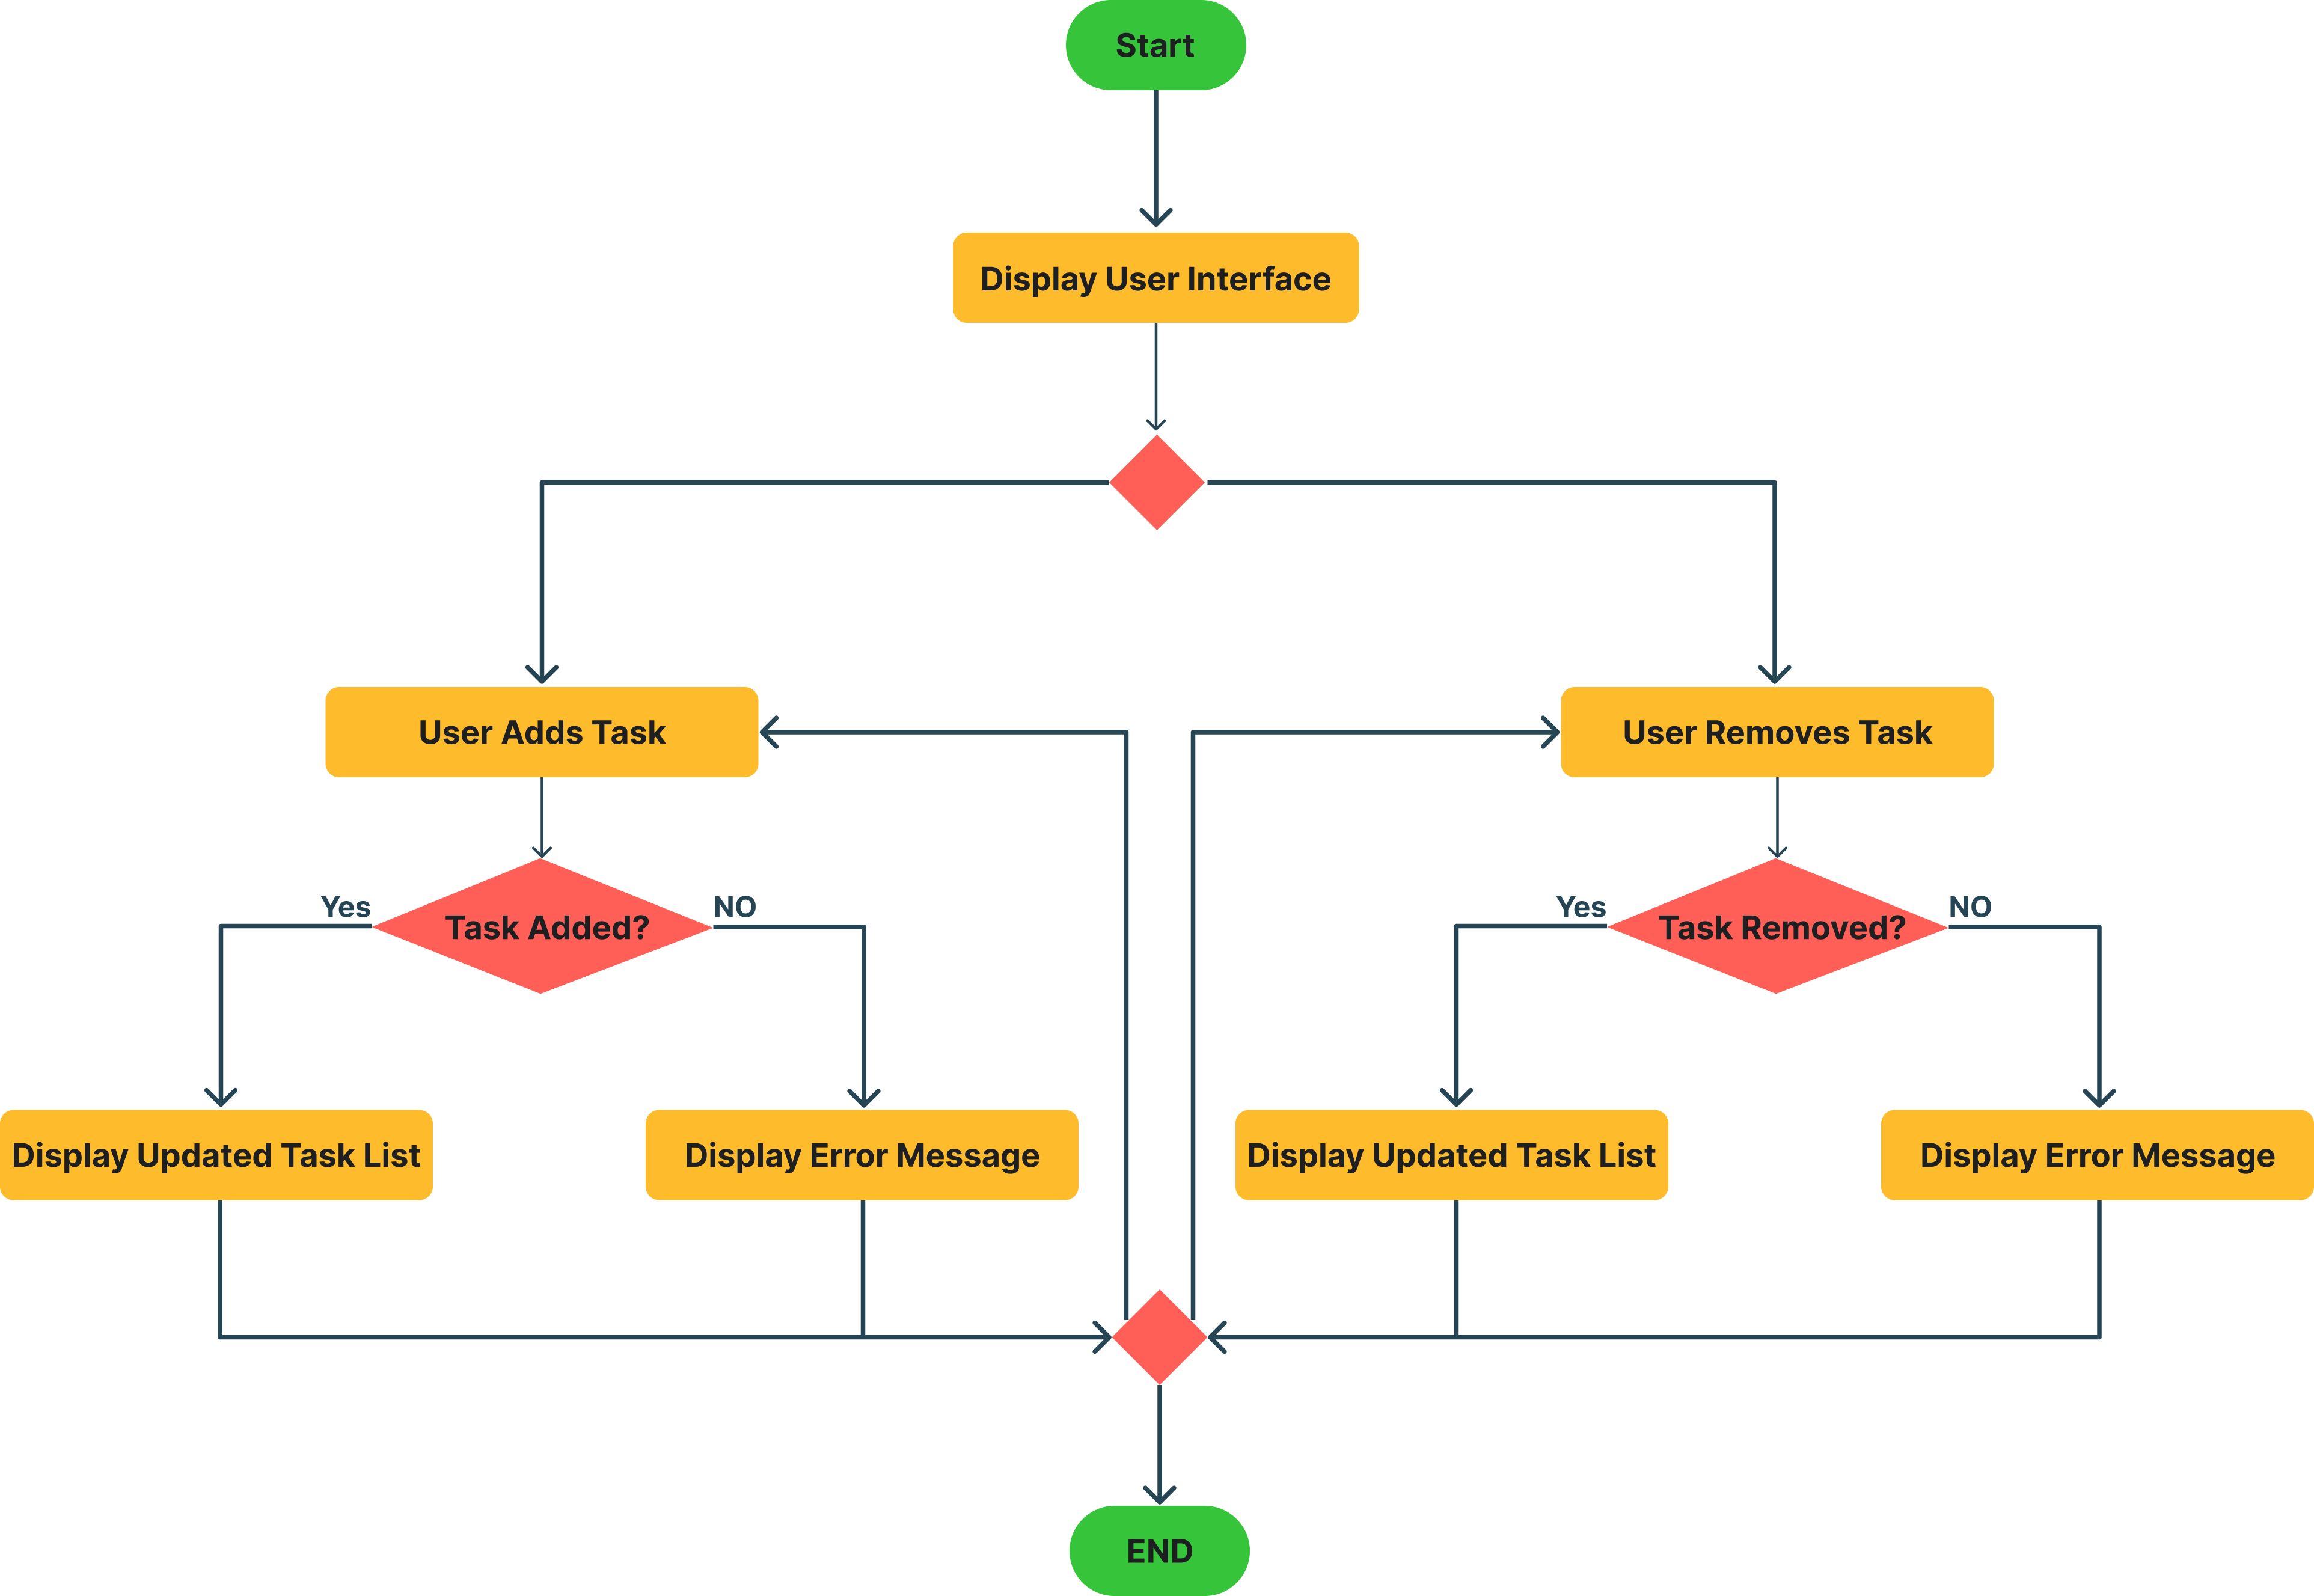 Start
Display User Interface
User Adds Task
User Removes Task
Yes
Task Added?
NO
Yes
Task Removed?
NO
Display Updated Task List
Display Error Message
Display Updated Task List
Display Error Message
END